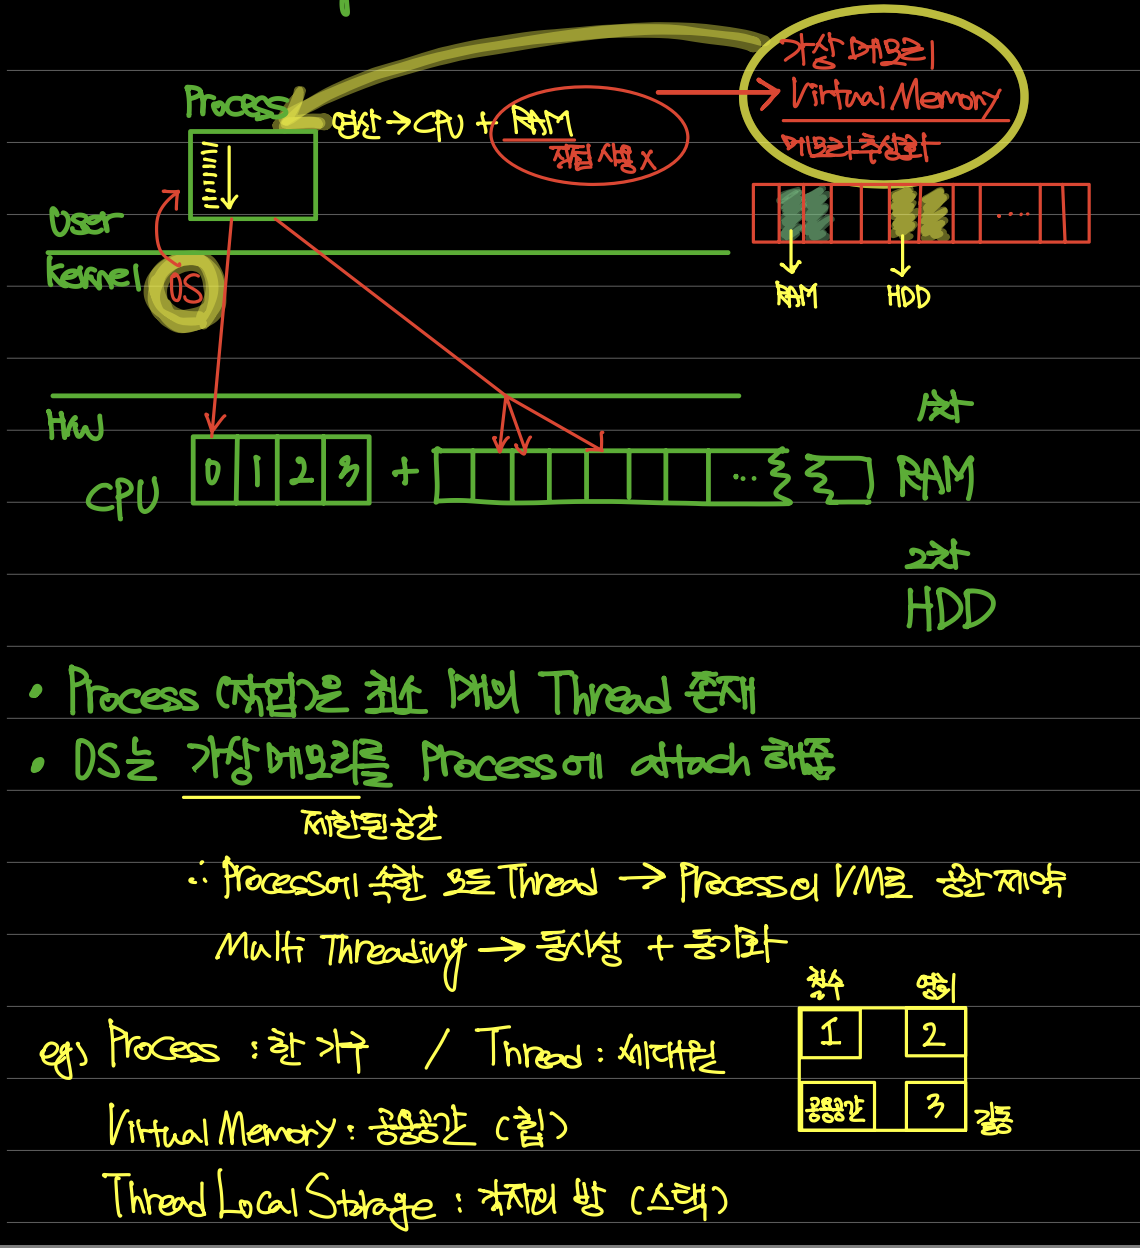 가상 메모리
Virtual Memory
메모리 추상화
Process
연산 → CPU + RAM
직접 사용 X
User
Kernel
OS
RAM
HDD
H/W
CPU
0 1 2 3 + ...
1차
RAM
2차
HDD
• Process (작업)은 최소 1개의 Thread 존재
• OS는 가상메모리를 Process에 attach 해줌
제한된 공간
∴ Process에 속한 모든 Thread → Process의 VM로 공간 제약
Multi Threading → 동시성 + 동기화
철수 영희
1 2
공용공간 3 길동
eg) Process : 한 가구 / Thread : 세대원
Virtual Memory : 공용공간 (힙)
Thread Local Storage : 각자의 방 (스택)